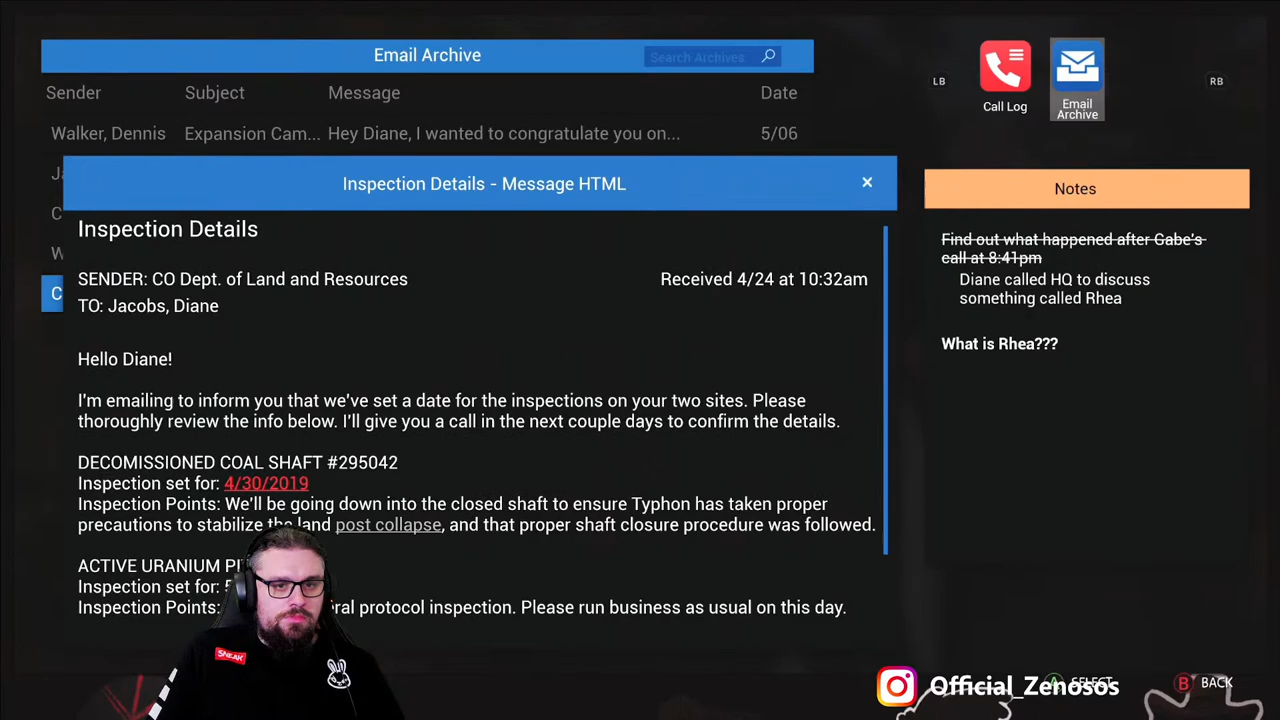 Email Archive
Search Archives
Sender Subject Message Date
Walker, Dennis Expansion Cam... Hey Diane, I wanted to congratulate you on... 5/06
Inspection Details - Message HTML
Inspection Details
SENDER: CO Dept. of Land and Resources Received 4/24 at 10:32am
TO: Jacobs, Diane
Hello Diane!
I'm emailing to inform you that we've set a date for the inspections on your two sites. Please
thoroughly review the info below. I'll give you a call in the next couple days to confirm the details.
DECOMISSIONED COAL SHAFT #295042
Inspection set for: 4/30/2019
Inspection Points: We'll be going down into the closed shaft to ensure Typhon has taken proper
precautions to stabilize the land post collapse, and that proper shaft closure procedure was followed.
ACTIVE URANIUM
Inspection set for:
Inspection Points: protocol inspection. Please run business as usual on this day.
LB
Call Log
Email
Archive
RB
Notes
Find out what happened after Gabe's
call at 8:41pm
Diane called HQ to discuss
something called Rhea
What is Rhea???
SNEAK
Official_Zenosos
SELECT
B BACK